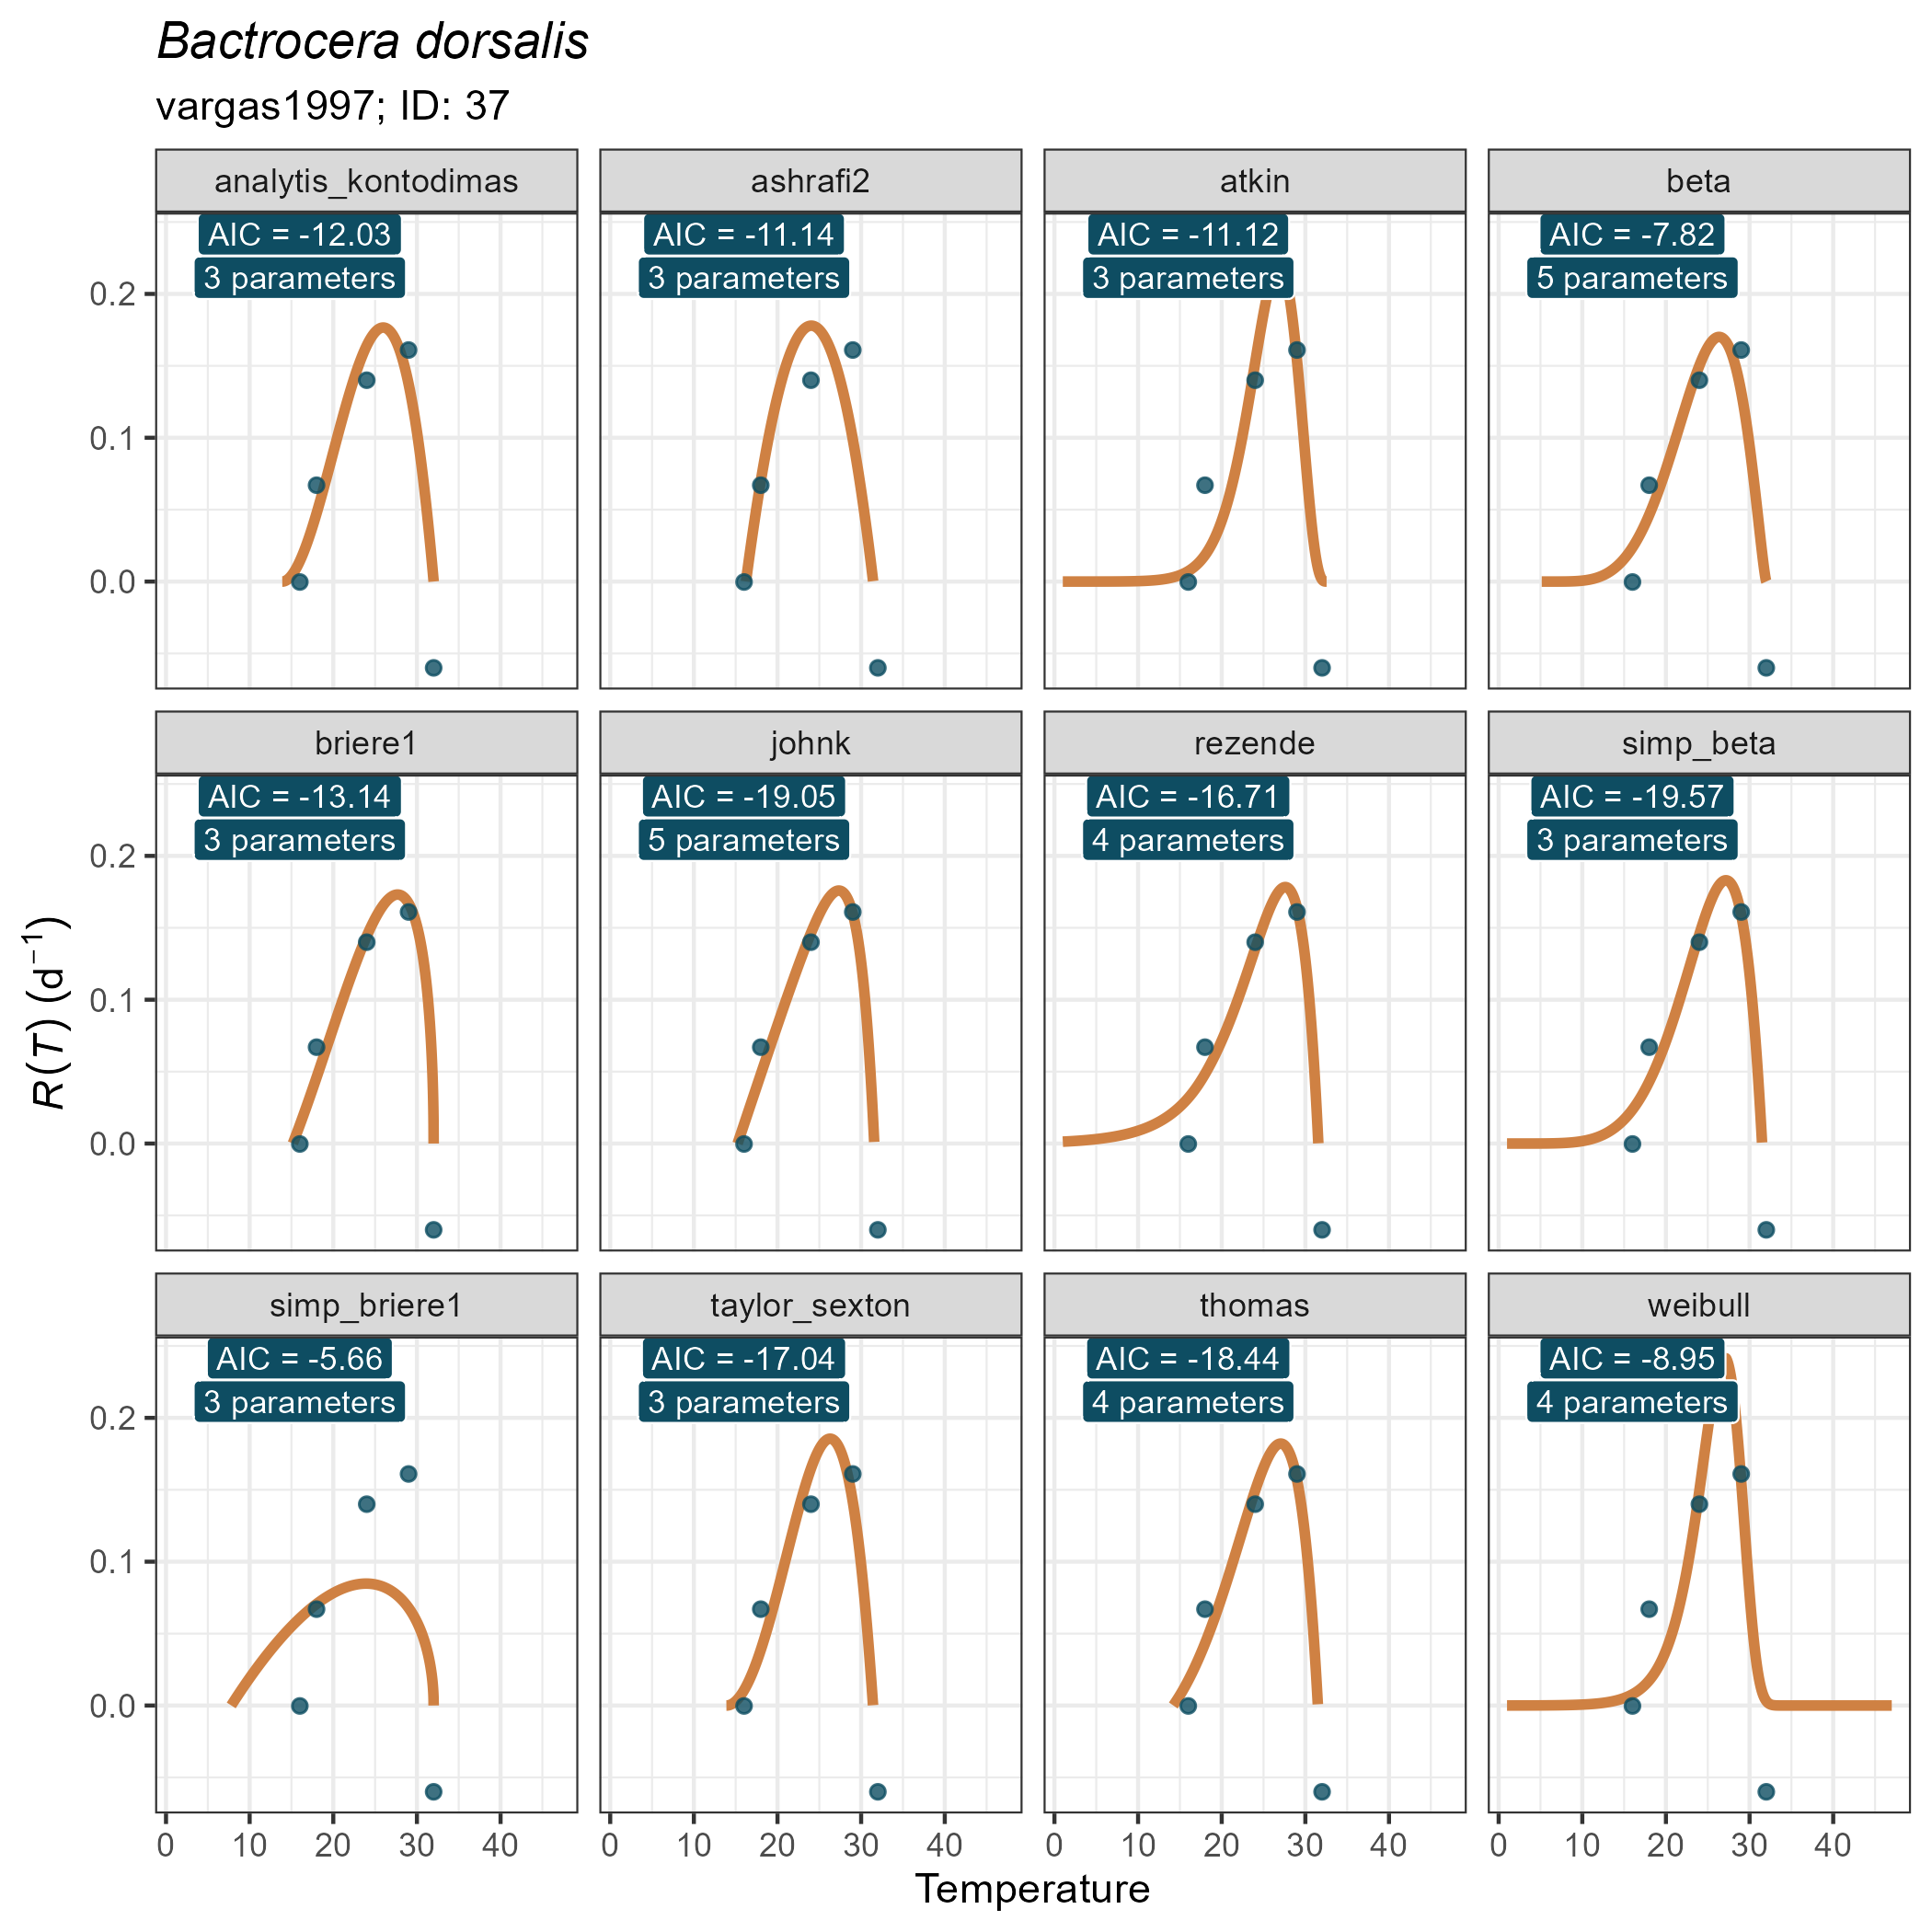 Bactrocera dorsalis
vargas1997; ID: 37
analytis_kontodimas
ashrafi2
atkin
beta
AIC = -12.03
3 parameters
AIC = -11.14
3 parameters
AIC = -11.12
3 parameters
AIC = -7.82
5 parameters
0.2
0.1
0.0
briere1
johnk
rezende
simp_beta
AIC = -13.14
3 parameters
AIC = -19.05
5 parameters
AIC = -16.71
4 parameters
AIC = -19.57
3 parameters
0.2
0.1
0.0
R(T) (d⁻¹)
simp_briere1
taylor_sexton
thomas
weibull
AIC = -5.66
3 parameters
AIC = -17.04
3 parameters
AIC = -18.44
4 parameters
AIC = -8.95
4 parameters
0.2
0.1
0.0
0 10 20 30 40
0 10 20 30 40
0 10 20 30 40
0 10 20 30 40
Temperature